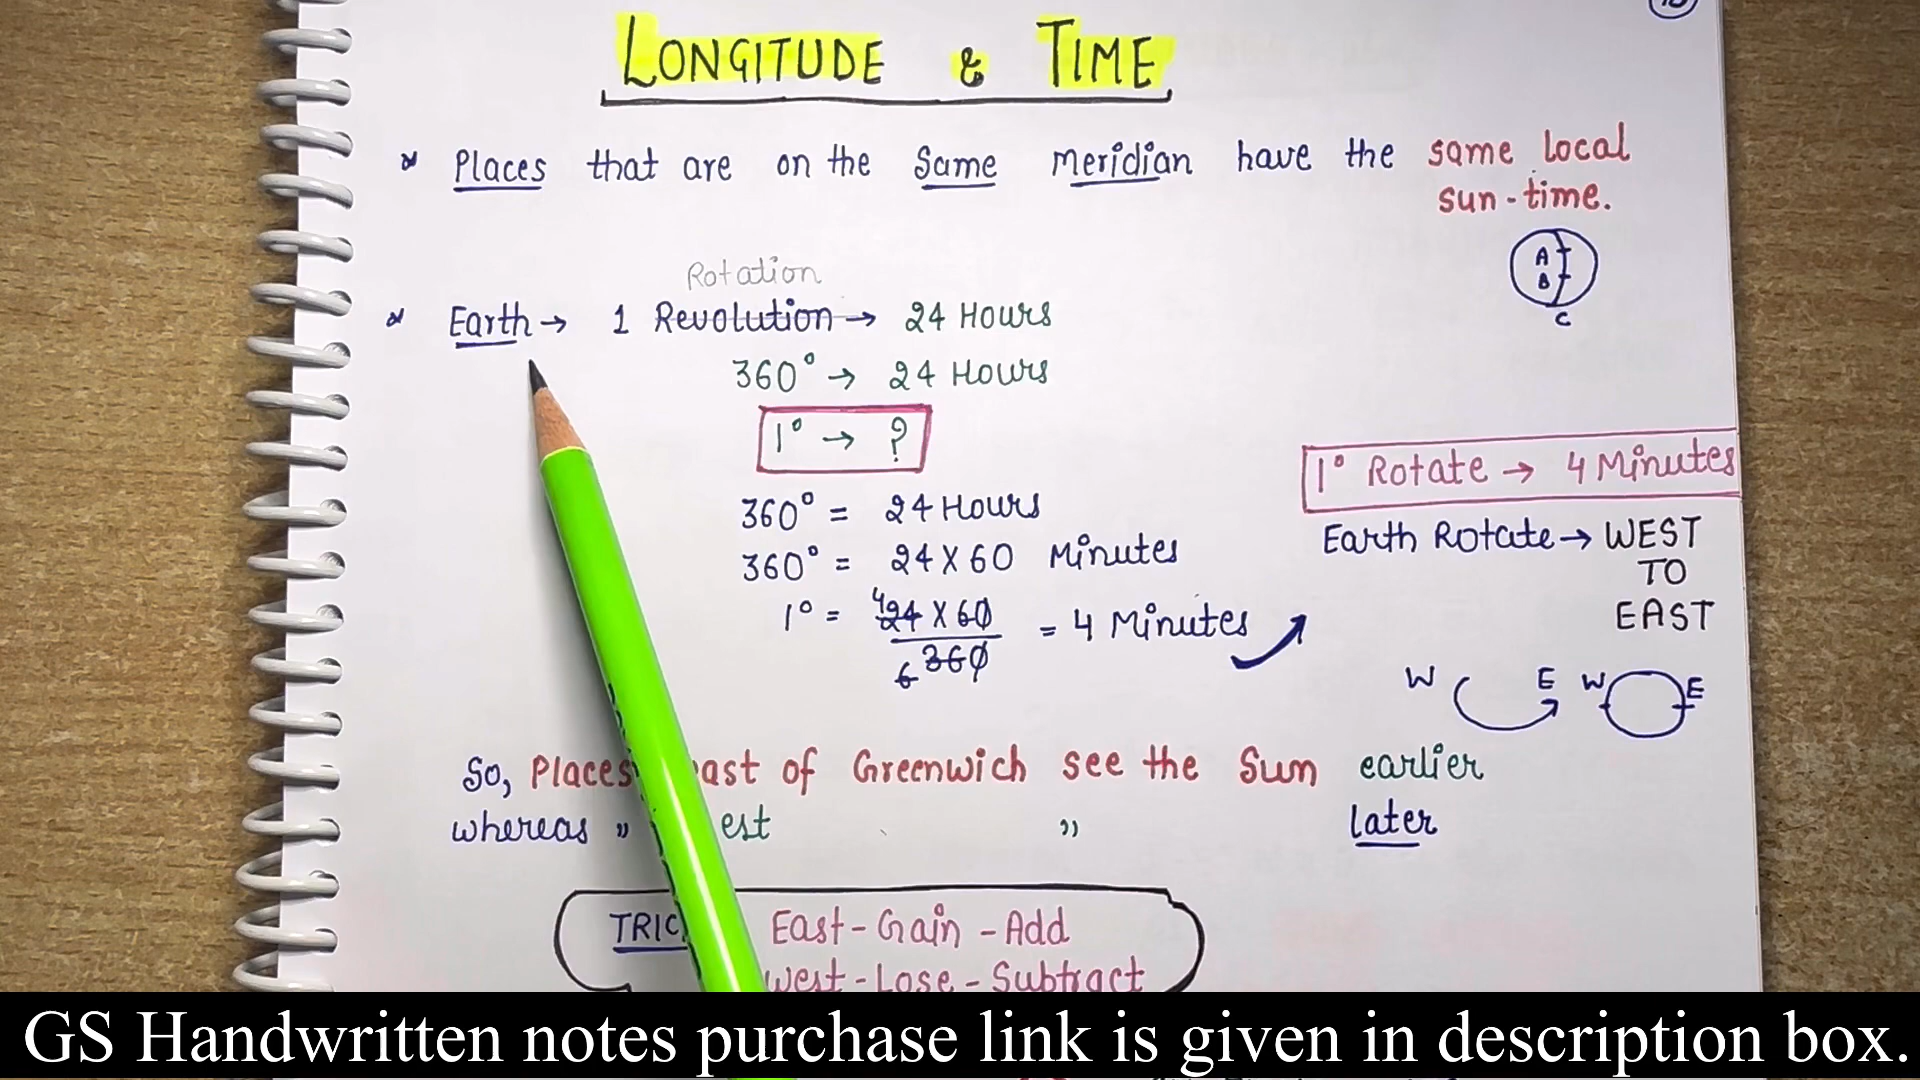 LONGITUDE & TIME
Places that are on the Same Meridian have the same local
sun-time.
A
B
C
Rotation
Earth → 1 Revolution → 24 Hours
360° → 24 Hours
1° → ?
1° Rotate → 4 Minutes
360° = 24 Hours
Earth Rotate → WEST
TO
EAST
360° = 24 X 60 Minutes
4
1° = 24 X 60 = 4 Minutes
6 360
W E W E
So, Places ast of Greenwich see the Sun earlier
whereas " est " later
TRIC East - Gain - Add
West - Lose - Subtract
GS Handwritten notes purchase link is given in description box.